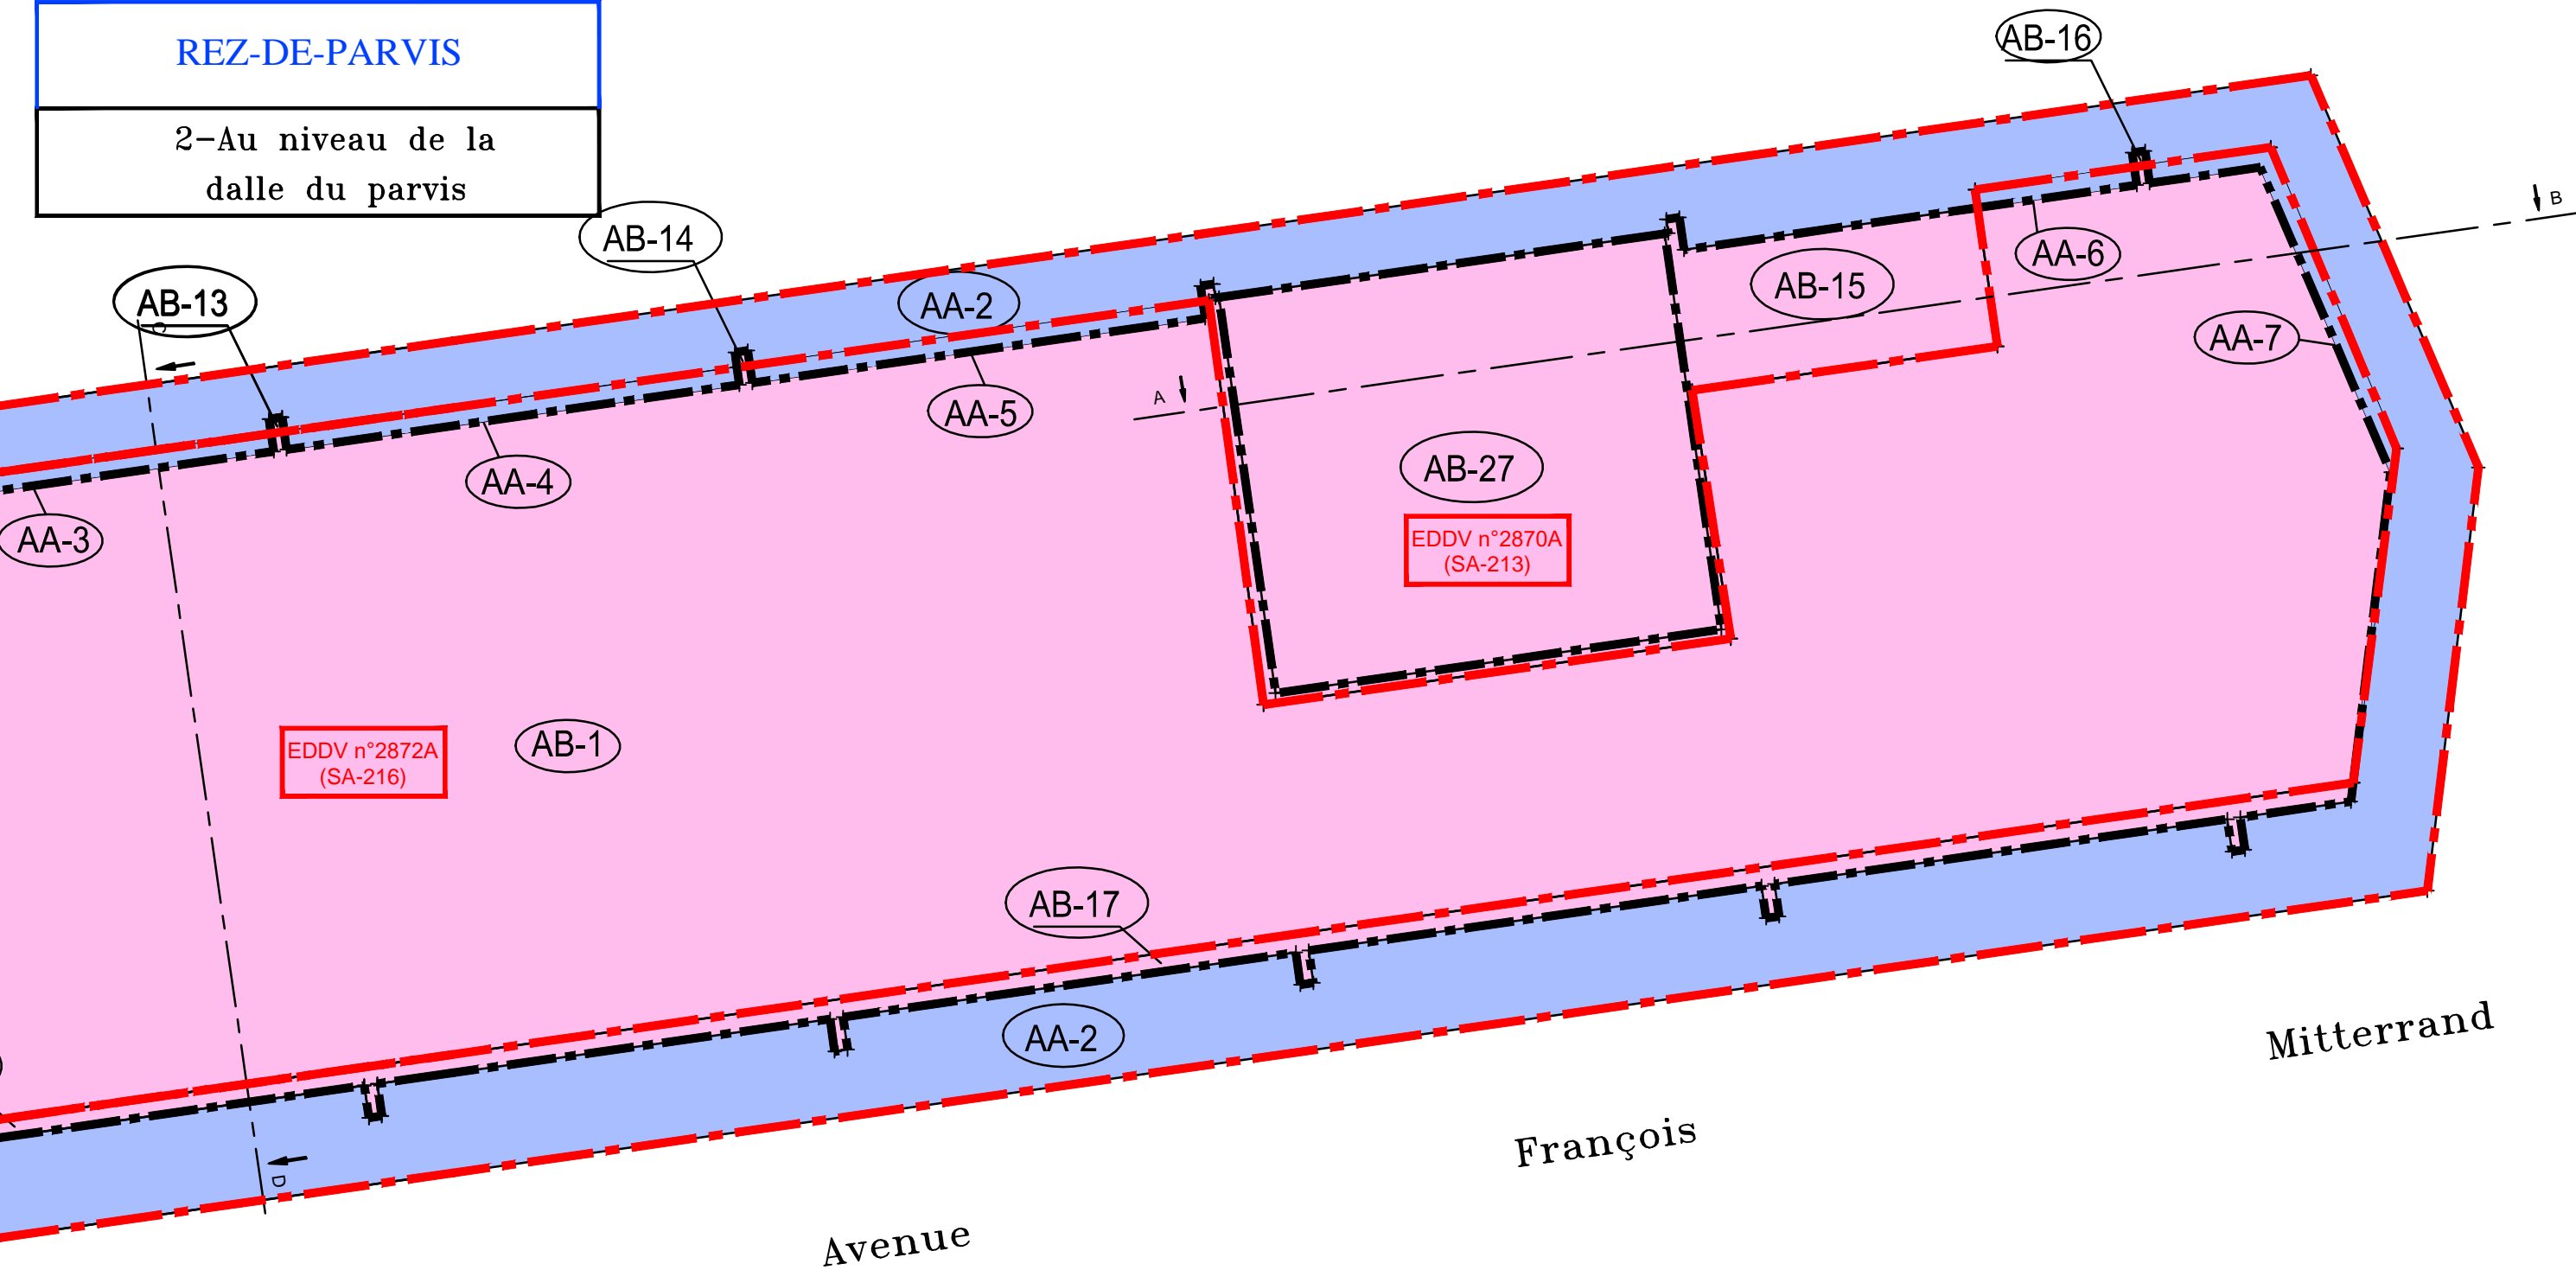 REZ-DE-PARVIS
2-Au niveau de la
dalle du parvis
AB-16
AB-14
AB-13
C
AA-2
AB-15
AA-6
B
AA-7
A
AA-5
AA-4
AA-3
AB-27
EDDV n°2870A
(SA-213)
EDDV n°2872A
(SA-216)
AB-1
AB-17
AA-2
D
Avenue
François
Mitterrand